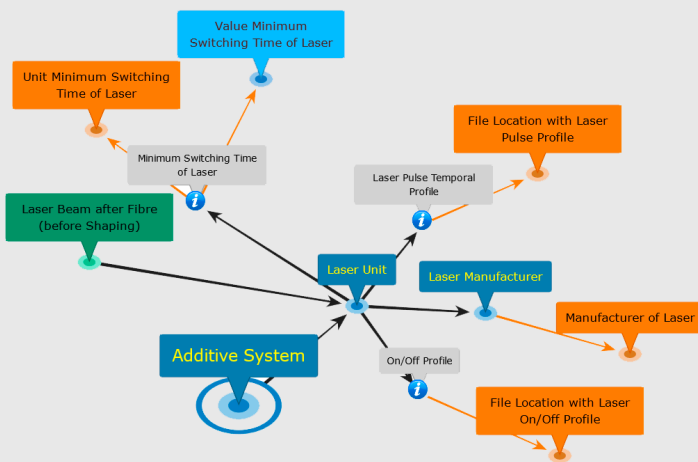 Value Minimum
Switching Time of Laser
Unit Minimum Switching
Time of Laser
File Location with Laser
Pulse Profile
Minimum Switching Time
of Laser
Laser Pulse Temporal
Profile
Laser Beam after Fibre
(before Shaping)
Laser Unit
Laser Manufacturer
Manufacturer of Laser
Additive System
On/Off Profile
File Location with Laser
On/Off Profile